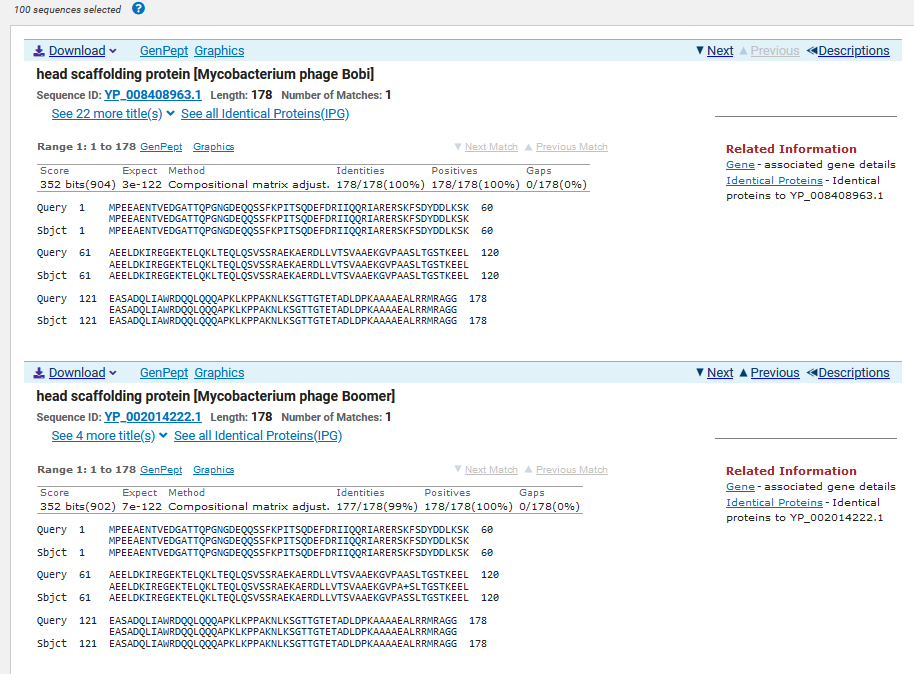 100 sequences selected ?
Download GenPept Graphics ▼ Next ▲ Previous ≪Descriptions
head scaffolding protein [Mycobacterium phage Bobi]
Sequence ID: YP_008408963.1 Length: 178 Number of Matches: 1
See 22 more title(s) See all Identical Proteins(IPG)
Range 1: 1 to 178 GenPept Graphics ▼ Next Match ▲ Previous Match
Score Expect Method Identities Positives Gaps
352 bits(904) 3e-122 Compositional matrix adjust. 178/178(100%) 178/178(100%) 0/178(0%)
Query 1 MPEEAENTVEDGATTQPGNGDEQQSSFKPITSQDEFDRIIQQRIARERSKFSDYDDLKSK 60
MPEEAENTVEDGATTQPGNGDEQQSSFKPITSQDEFDRIIQQRIARERSKFSDYDDLKSK
Sbjct 1 MPEEAENTVEDGATTQPGNGDEQQSSFKPITSQDEFDRIIQQRIARERSKFSDYDDLKSK 60
Query 61 AEELDKIREGEKTELQKLTEQLQSVSSRAEKAERDLLVTSVAAEKGVPAASLTGSTKEEL 120
AEELDKIREGEKTELQKLTEQLQSVSSRAEKAERDLLVTSVAAEKGVPAASLTGSTKEEL
Sbjct 61 AEELDKIREGEKTELQKLTEQLQSVSSRAEKAERDLLVTSVAAEKGVPAASLTGSTKEEL 120
Query 121 EASADQLIAWRDQQLQQQAPKLKPPAKNLKSGTTGTETADLDPKAAAAEALRRMRAGG 178
EASADQLIAWRDQQLQQQAPKLKPPAKNLKSGTTGTETADLDPKAAAAEALRRMRAGG
Sbjct 121 EASADQLIAWRDQQLQQQAPKLKPPAKNLKSGTTGTETADLDPKAAAAEALRRMRAGG 178
Related Information
Gene - associated gene details
Identical Proteins - Identical
proteins to YP_008408963.1
Download GenPept Graphics ▼ Next ▲ Previous ≪Descriptions
head scaffolding protein [Mycobacterium phage Boomer]
Sequence ID: YP_002014222.1 Length: 178 Number of Matches: 1
See 4 more title(s) See all Identical Proteins(IPG)
Range 1: 1 to 178 GenPept Graphics ▼ Next Match ▲ Previous Match
Score Expect Method Identities Positives Gaps
352 bits(902) 7e-122 Compositional matrix adjust. 177/178(99%) 178/178(100%) 0/178(0%)
Query 1 MPEEAENTVEDGATTQPGNGDEQQSSFKPITSQDEFDRIIQQRIARERSKFSDYDDLKSK 60
MPEEAENTVEDGATTQPGNGDEQQSSFKPITSQDEFDRIIQQRIARERSKFSDYDDLKSK
Sbjct 1 MPEEAENTVEDGATTQPGNGDEQQSSFKPITSQDEFDRIIQQRIARERSKFSDYDDLKSK 60
Query 61 AEELDKIREGEKTELQKLTEQLQSVSSRAEKAERDLLVTSVAAEKGVPAASLTGSTKEEL 120
AEELDKIREGEKTELQKLTEQLQSVSSRAEKAERDLLVTSVAAEKGVPA+SLTGSTKEEL
Sbjct 61 AEELDKIREGEKTELQKLTEQLQSVSSRAEKAERDLLVTSVAAEKGVPASSLTGSTKEEL 120
Query 121 EASADQLIAWRDQQLQQQAPKLKPPAKNLKSGTTGTETADLDPKAAAAEALRRMRAGG 178
EASADQLIAWRDQQLQQQAPKLKPPAKNLKSGTTGTETADLDPKAAAAEALRRMRAGG
Sbjct 121 EASADQLIAWRDQQLQQQAPKLKPPAKNLKSGTTGTETADLDPKAAAAEALRRMRAGG 178
Related Information
Gene - associated gene details
Identical Proteins - Identical
proteins to YP_002014222.1